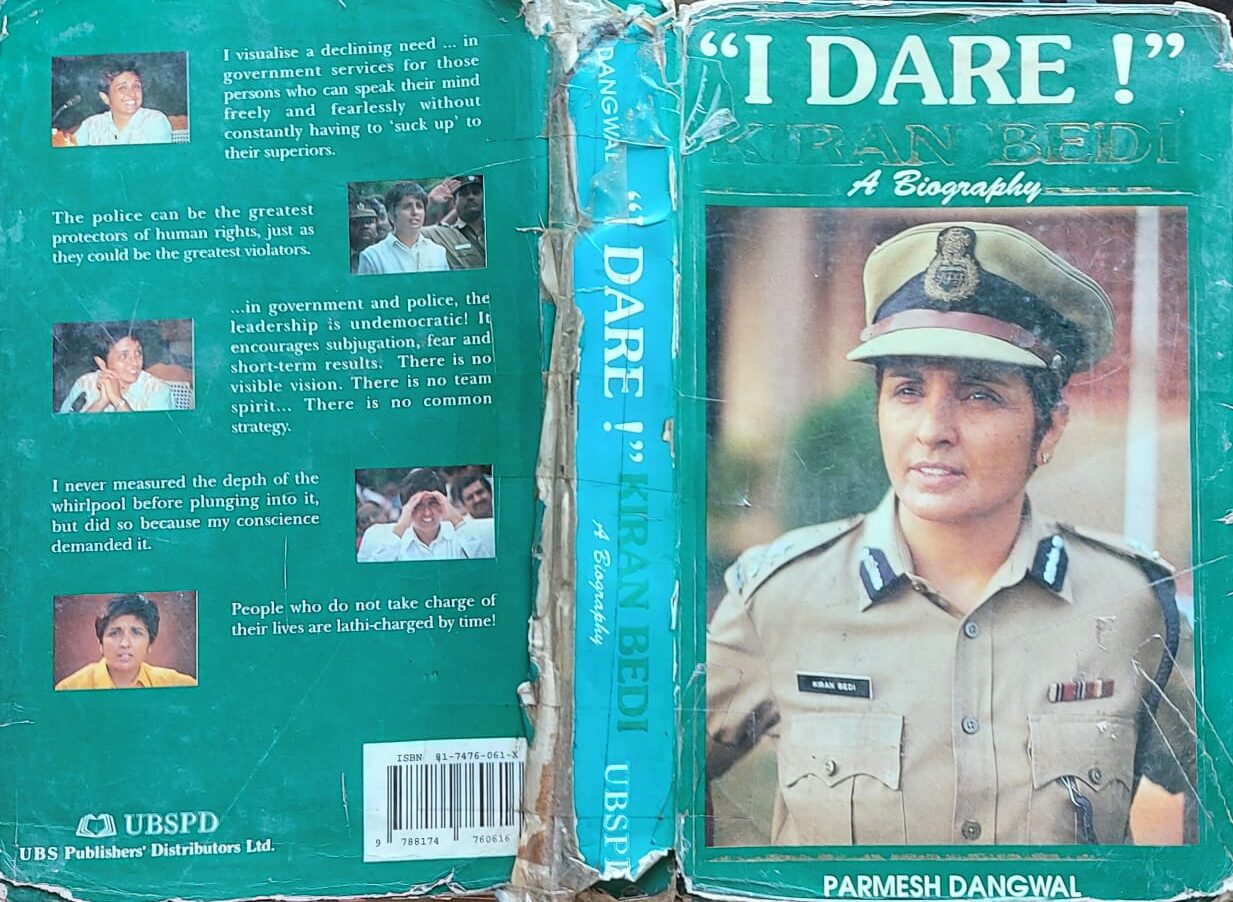 I visualise a declining need ... in
government services for those
persons who can speak their mind
freely and fearlessly without
constantly having to 'suck up' to
their superiors.
The police can be the greatest
protectors of human rights, just as
they could be the greatest violators.
...in government and police, the
leadership is undemocratic! It
encourages subjugation, fear and
short-term results. There is no
visible vision. There is no team
spirit... There is no common
strategy.
I never measured the depth of the
whirlpool before plunging into it,
but did so because my conscience
demanded it.
People who do not take charge of
their lives are lathi-charged by time!
ISBN 81-7476-061-X
9 788174 760616
UBSPD
UBS Publishers' Distributors Ltd.
DANGWAL "I DARE !" KIRAN BEDI A Biography UBSPD
"I DARE !"
KIRAN BEDI
A Biography
KIRAN BEDI
PARMESH DANGWAL